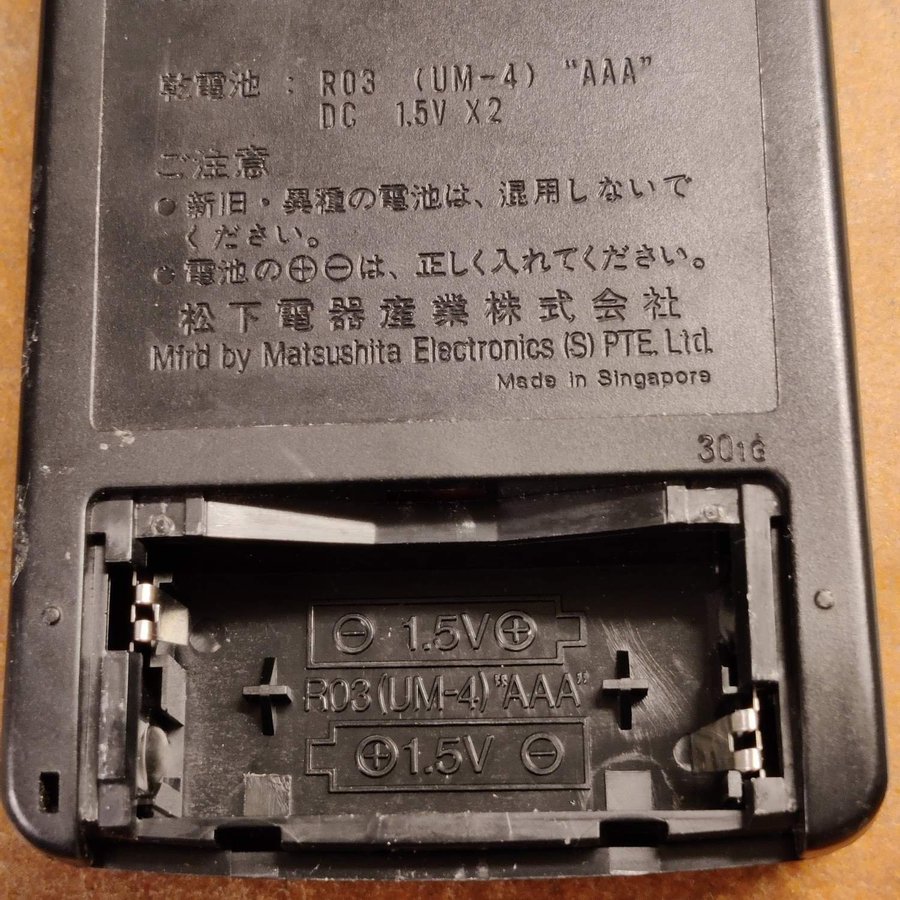 乾電池 : R03 (UM-4) "AAA"
DC 1.5V X2
ご注意
● 新旧・異種の電池は、混用しないで
ください。
● 電池の⊕⊖は、正しく入れてください。
松下電器産業株式会社
Mfrd by Matsushita Electronics (S) PTE. Ltd.
Made in Singapore
⊖ 1.5V ⊕
R03 (UM-4) "AAA"
⊕ 1.5V ⊖